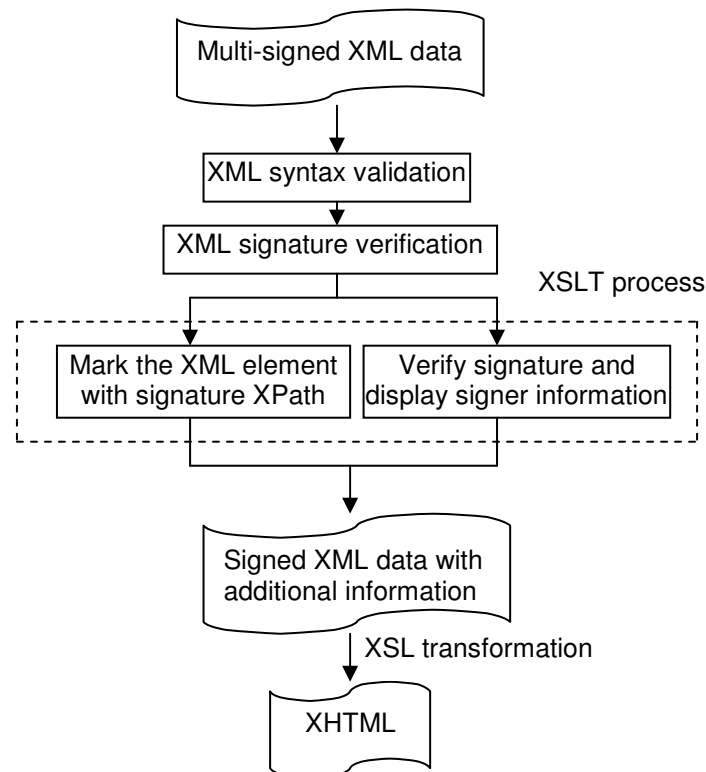 Multi-signed XML data
XML syntax validation
XML signature verification
XSLT process
Mark the XML element
with signature XPath
Verify signature and
display signer information
Signed XML data with
additional information
XSL transformation
XHTML